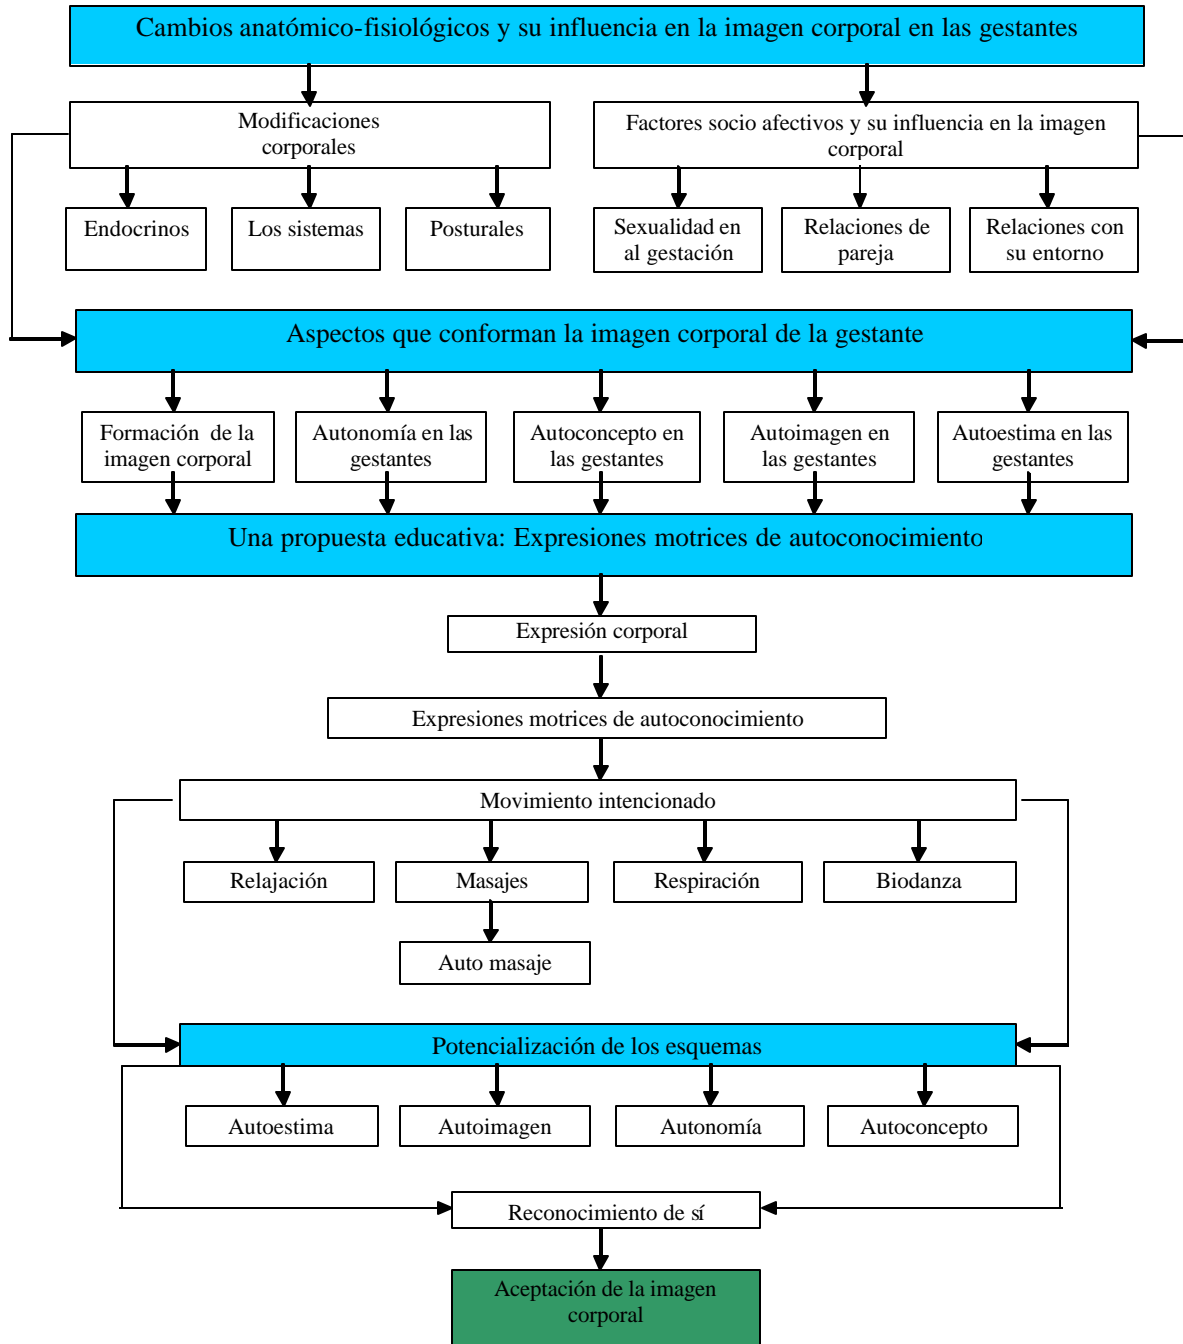 Cambios anatómico-fisiológicos y su influencia en la imagen corporal en las gestantes
Modificaciones
corporales
Factores socio afectivos y su influencia en la imagen
corporal
Endocrinos
Los sistemas
Posturales
Sexualidad en
al gestación
Relaciones de
pareja
Relaciones con
su entorno
Aspectos que conforman la imagen corporal de la gestante
Formación de la
imagen corporal
Autonomía en las
gestantes
Autoconcepto en
las gestantes
Autoimagen en
las gestantes
Autoestima en las
gestantes
Una propuesta educativa: Expresiones motrices de autoconocimiento
Expresión corporal
Expresiones motrices de autoconocimiento
Movimiento intencionado
Relajación
Masajes
Respiración
Biodanza
Auto masaje
Potencialización de los esquemas
Autoestima
Autoimagen
Autonomía
Autoconcepto
Reconocimiento de sí
Aceptación de la imagen
corporal